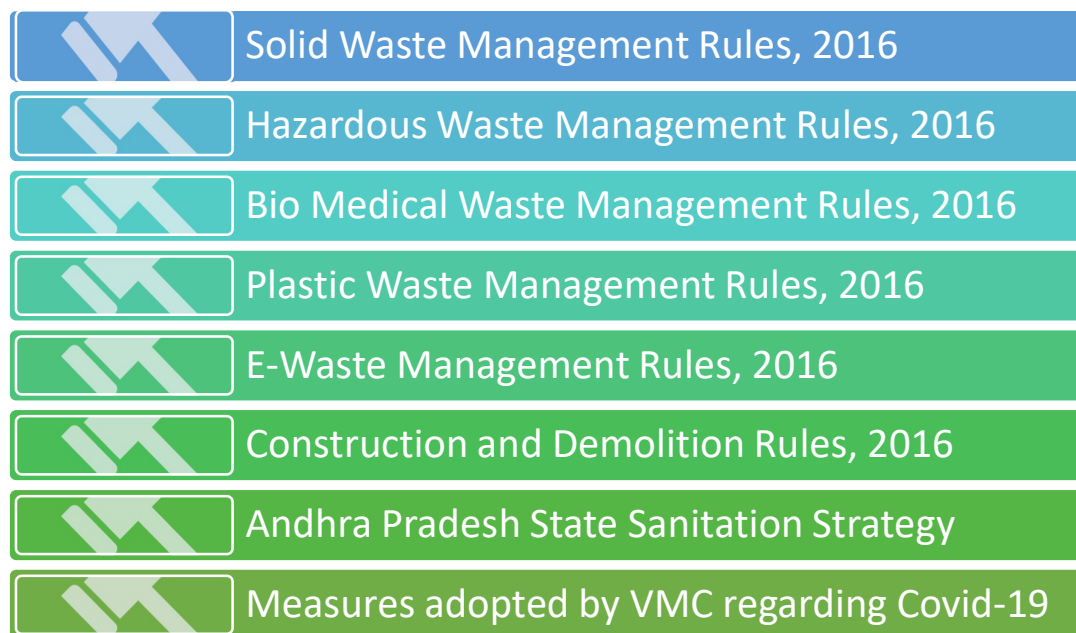 Solid Waste Management Rules, 2016
Hazardous Waste Management Rules, 2016
Bio Medical Waste Management Rules, 2016
Plastic Waste Management Rules, 2016
E-Waste Management Rules, 2016
Construction and Demolition Rules, 2016
Andhra Pradesh State Sanitation Strategy
Measures adopted by VMC regarding Covid-19